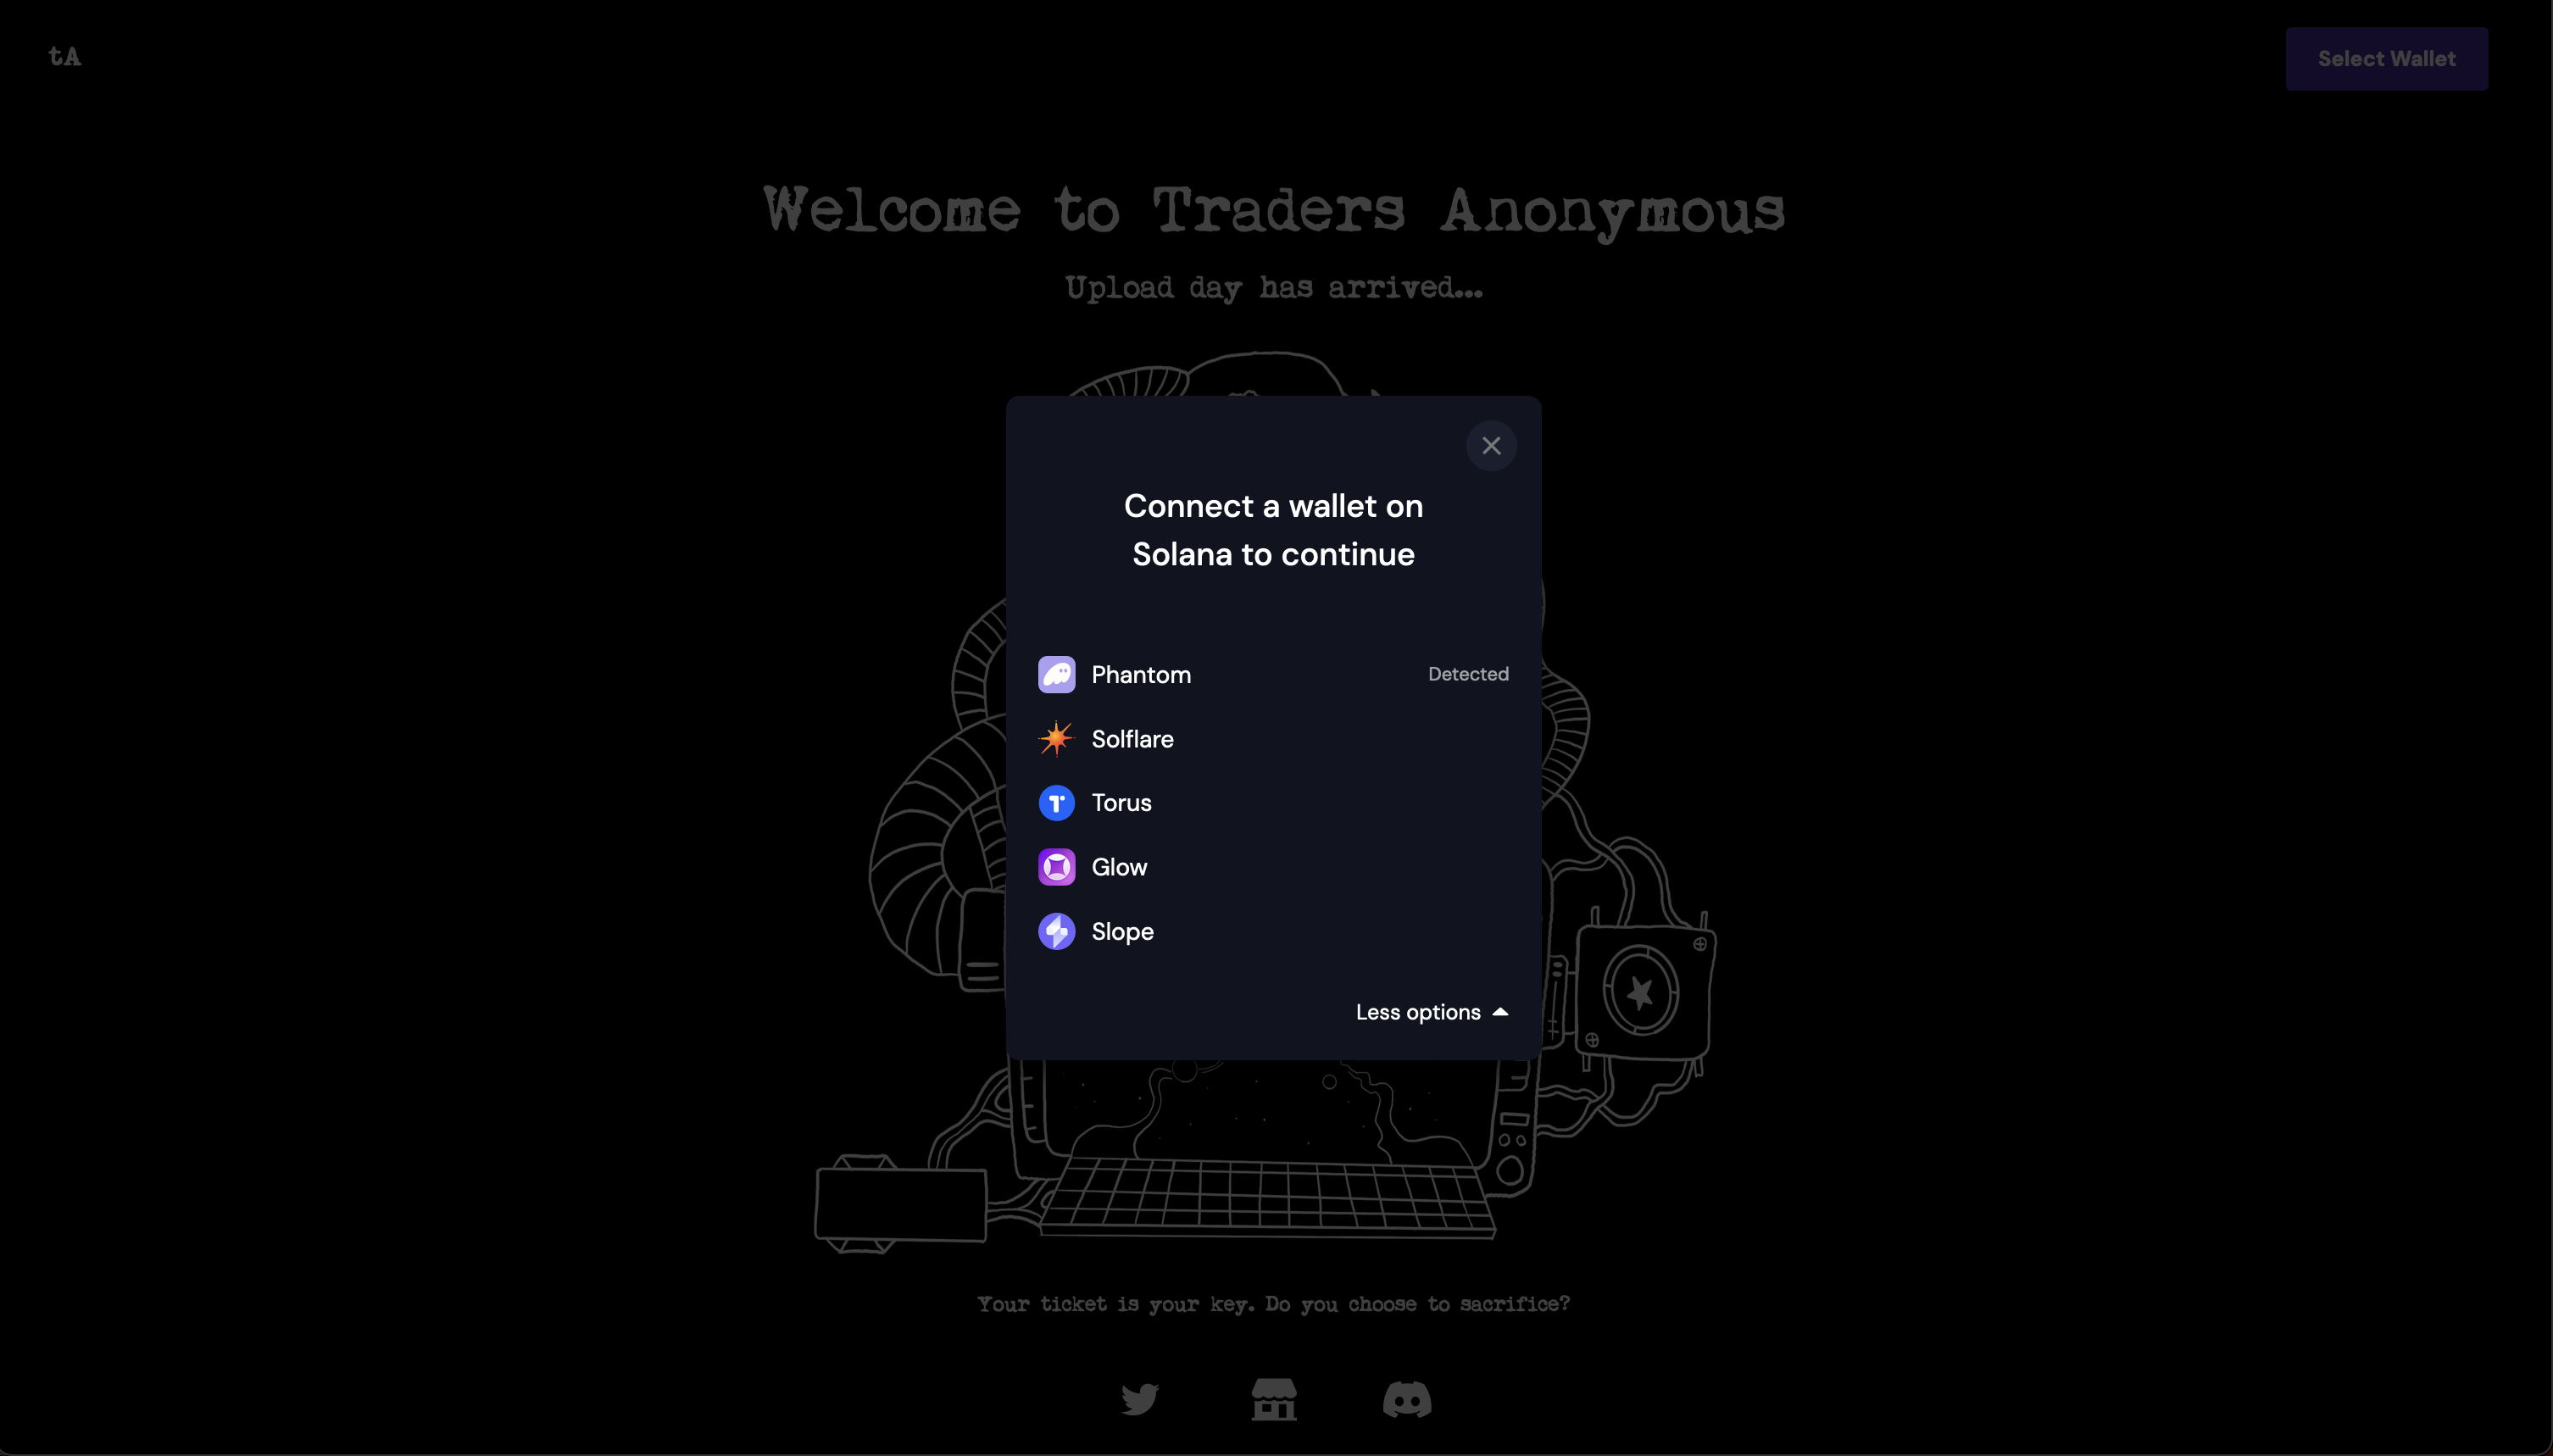 tA
Select Wallet
Welcome to Traders Anonymous
Upload day has arrived...
Connect a wallet on
Solana to continue
Phantom
Detected
Solflare
Torus
Glow
Slope
Less options
Your ticket is your key. Do you choose to sacrifice?